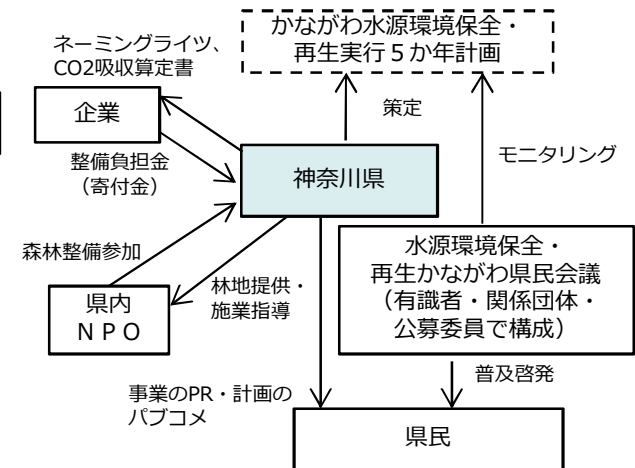 ネーミングライツ、
CO2吸収算定書
かながわ水源環境保全・
再生実行５か年計画
企業
策定
整備負担金
（寄付金）
神奈川県
モニタリング
森林整備参加
県内
ＮＰＯ
林地提供・
施業指導
水源環境保全・
再生かながわ県民会議
（有識者・関係団体・
公募委員で構成）
普及啓発
事業のPR・計画の
パブコメ
県民